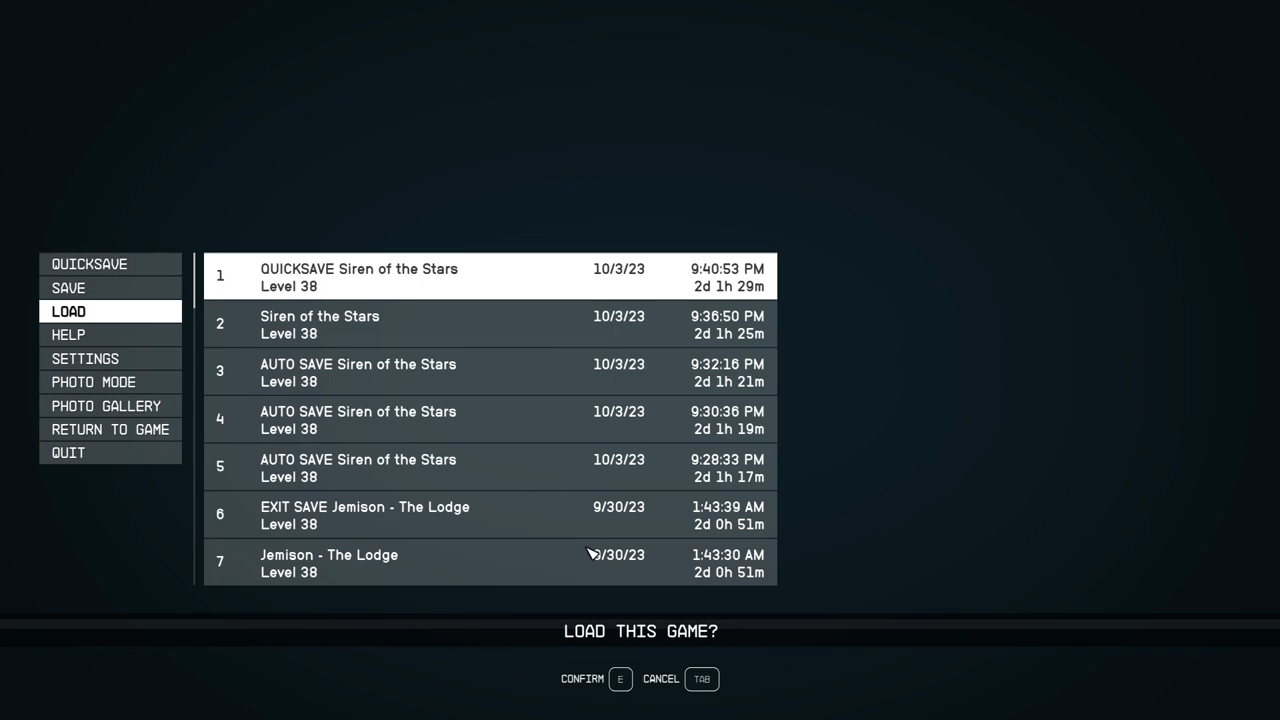 QUICKSAVE
SAVE
LOAD
HELP
SETTINGS
PHOTO MODE
PHOTO GALLERY
RETURN TO GAME
QUIT
1 QUICKSAVE Siren of the Stars 10/3/23 9:40:53 PM
Level 38 2d 1h 29m
2 Siren of the Stars 10/3/23 9:36:50 PM
Level 38 2d 1h 25m
3 AUTO SAVE Siren of the Stars 10/3/23 9:32:16 PM
Level 38 2d 1h 21m
4 AUTO SAVE Siren of the Stars 10/3/23 9:30:36 PM
Level 38 2d 1h 19m
5 AUTO SAVE Siren of the Stars 10/3/23 9:28:33 PM
Level 38 2d 1h 17m
6 EXIT SAVE Jemison - The Lodge 9/30/23 1:43:39 AM
Level 38 2d 0h 51m
7 Jemison - The Lodge 9/30/23 1:43:30 AM
Level 38 2d 0h 51m
LOAD THIS GAME?
CONFIRM E CANCEL TAB